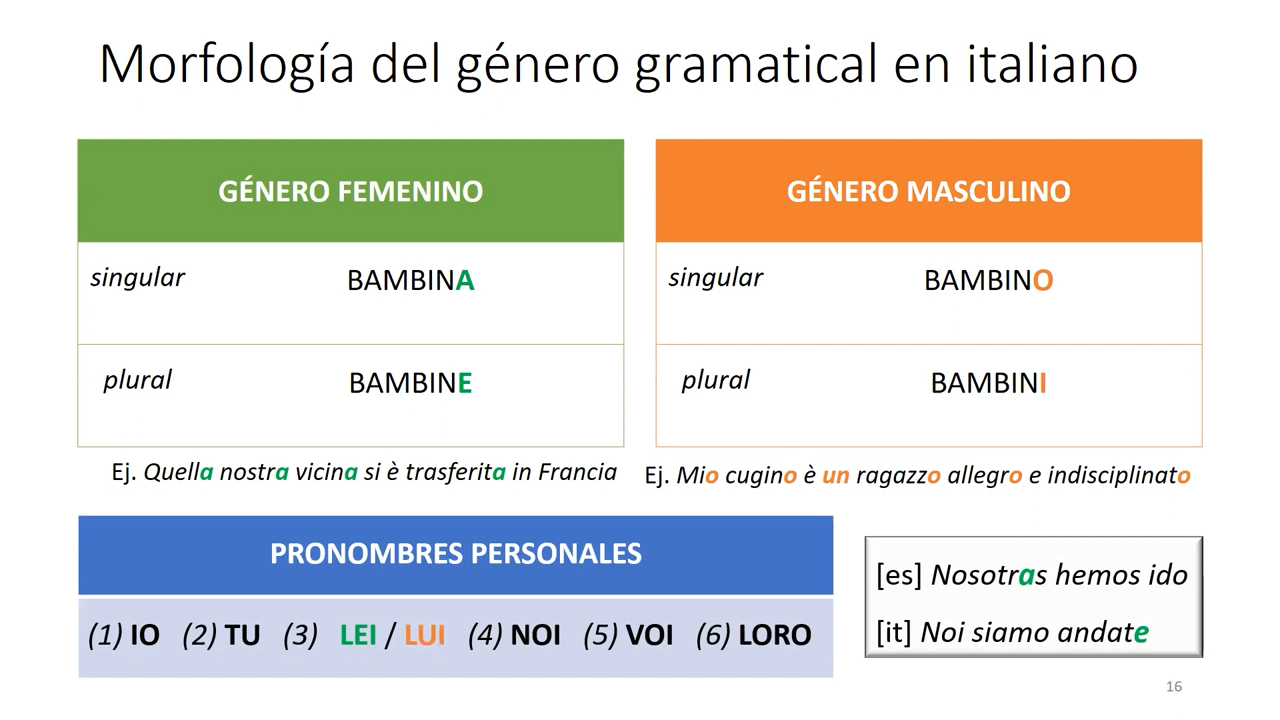 Morfología del género gramatical en italiano
GÉNERO FEMENINO
singular BAMBINA
plural BAMBINE
Ej. Quella nostra vicina si è trasferita in Francia
GÉNERO MASCULINO
singular BAMBINO
plural BAMBINI
Ej. Mio cugino è un ragazzo allegro e indisciplinato
PRONOMBRES PERSONALES
(1) IO (2) TU (3) LEI / LUI (4) NOI (5) VOI (6) LORO
[es] Nosotras hemos ido
[it] Noi siamo andate
16